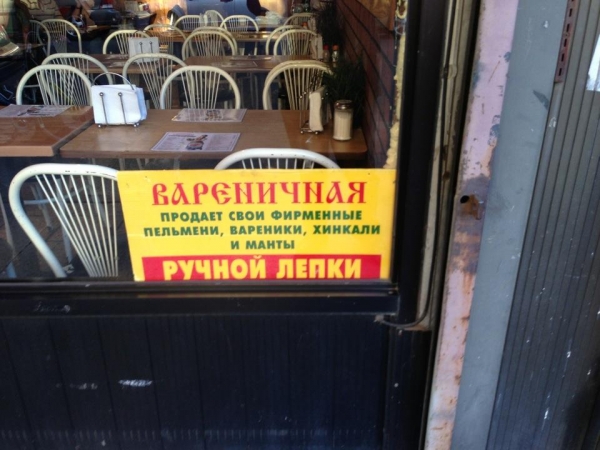 ВАРЕНИЧНАЯ
ПРОДАЕТ СВОИ ФИРМЕННЫЕ
ПЕЛЬМЕНИ, ВАРЕНИКИ, ХИНКАЛИ
И МАНТЫ
РУЧНОЙ ЛЕПКИ